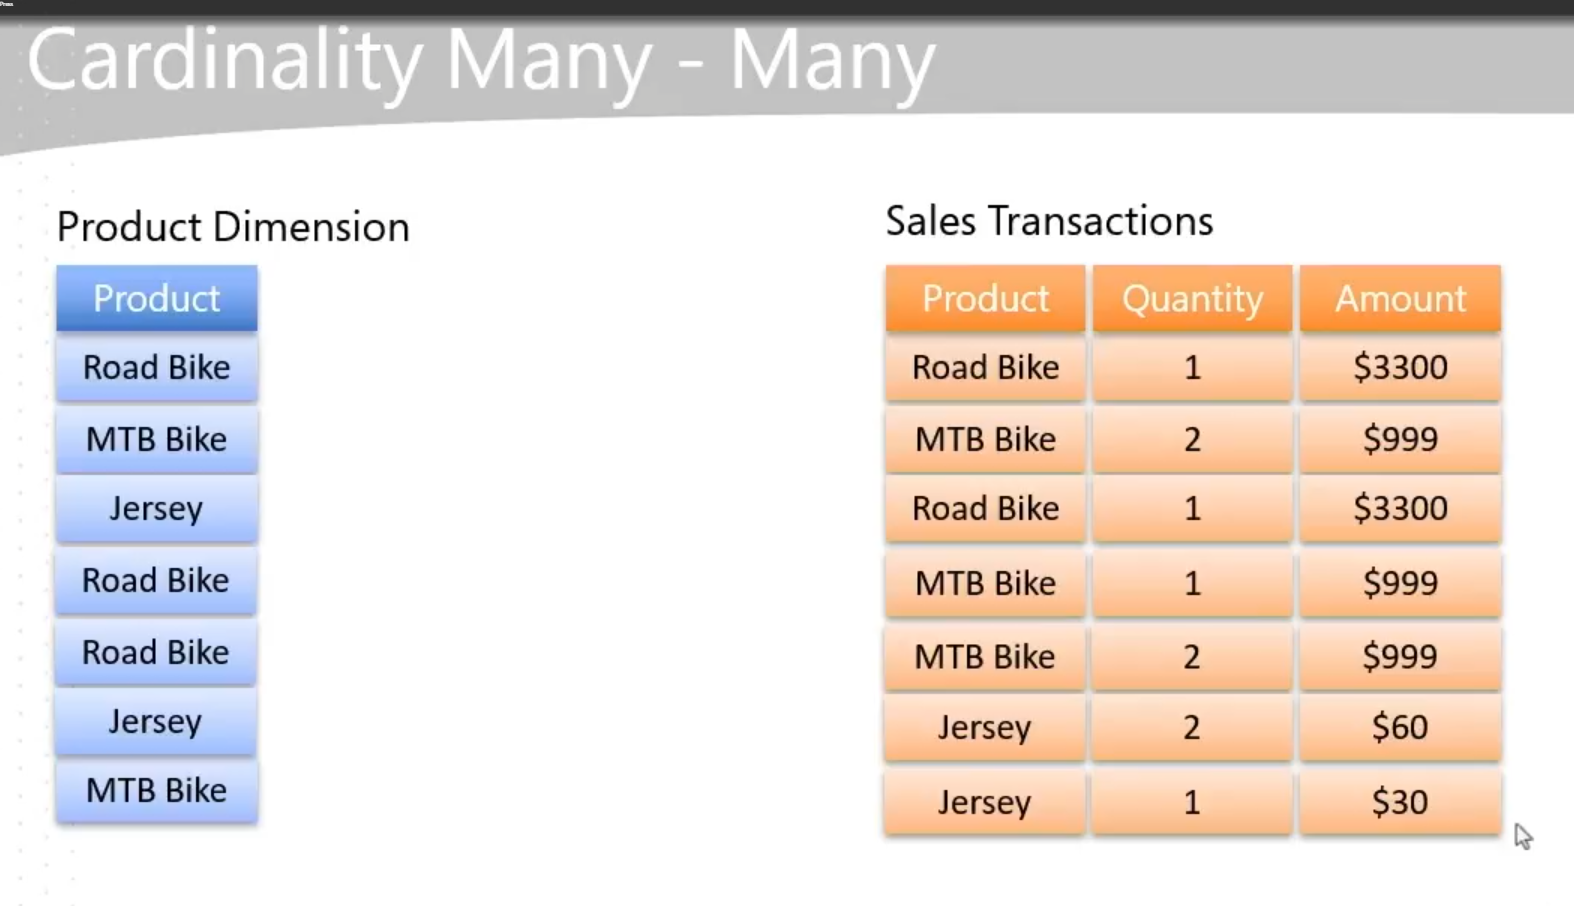 Press
Cardinality Many - Many
Product Dimension
Product
Road Bike
MTB Bike
Jersey
Road Bike
Road Bike
Jersey
MTB Bike
Sales Transactions
Product Quantity Amount
Road Bike 1 $3300
MTB Bike 2 $999
Road Bike 1 $3300
MTB Bike 1 $999
MTB Bike 2 $999
Jersey 2 $60
Jersey 1 $30